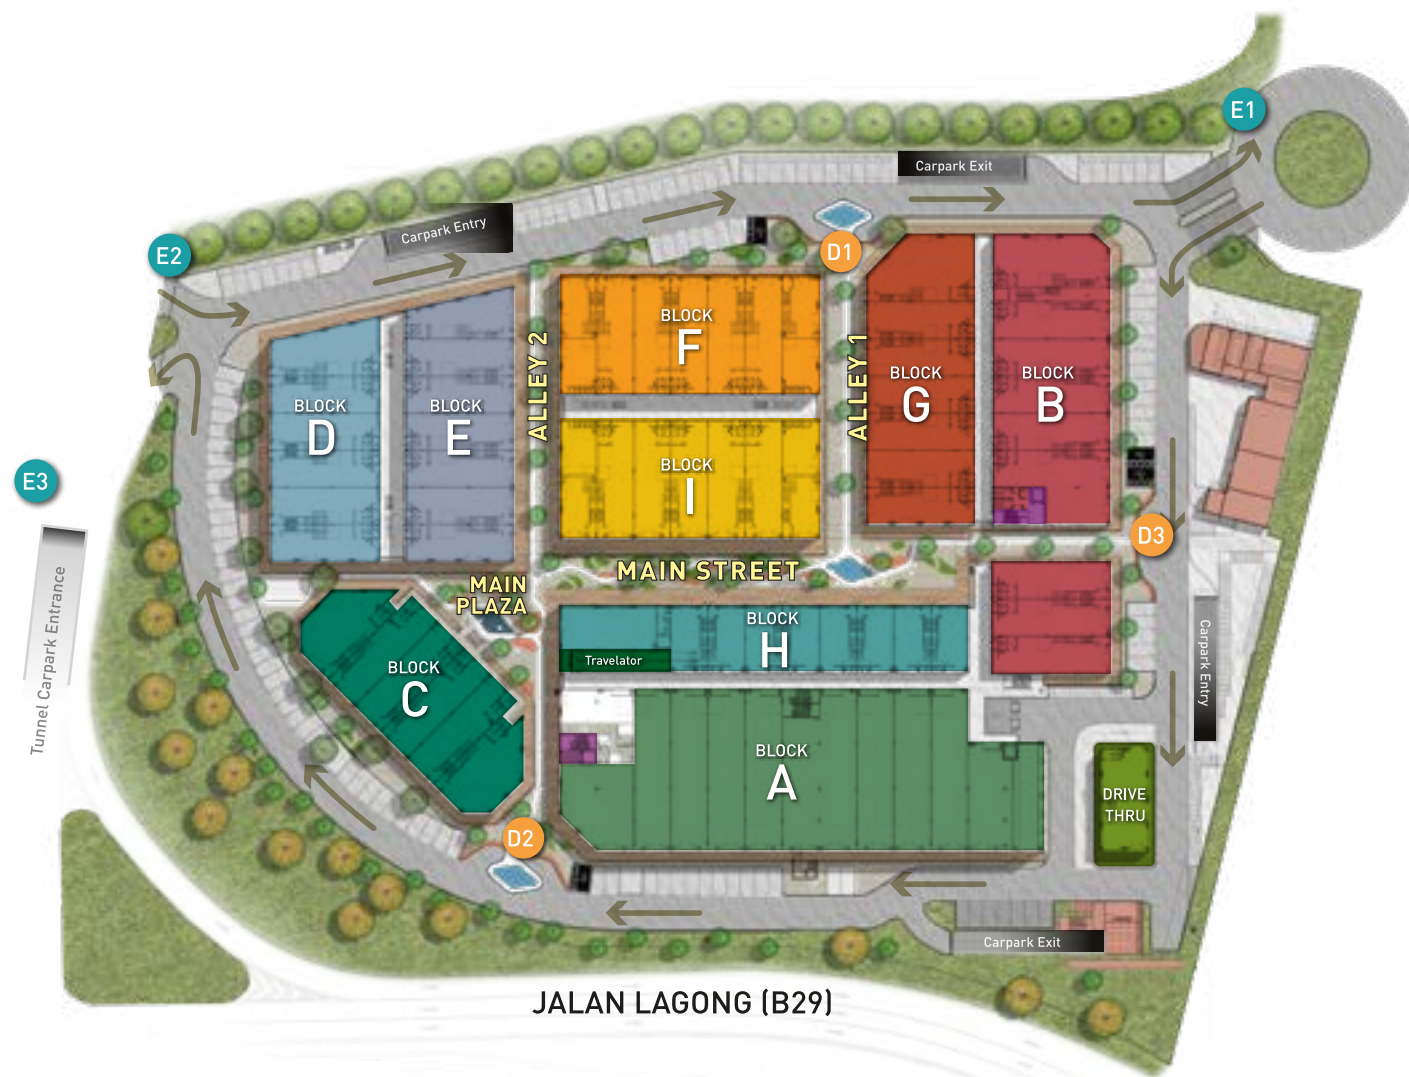 E1
Carpark Exit
Carpark Entry
E2
D1
BLOCK
F
ALLEY 2
ALLEY 1
BLOCK
G
BLOCK
B
BLOCK
D
BLOCK
E
BLOCK
I
E3
D3
MAIN STREET
MAIN
PLAZA
Tunnel Carpark Entrance
BLOCK
H
Travelator
BLOCK
C
Carpark Entry
BLOCK
A
DRIVE
THRU
D2
Carpark Exit
JALAN LAGONG (B29)